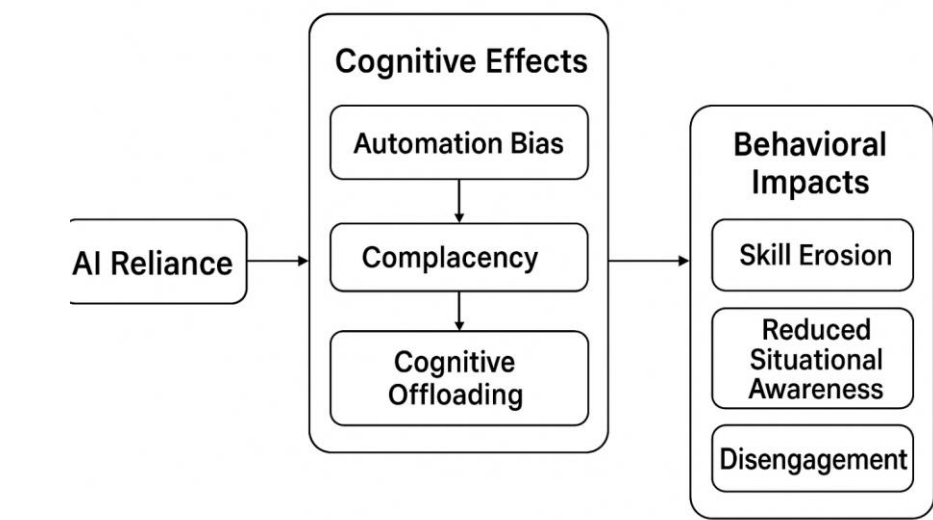 AI Reliance
Cognitive Effects
Automation Bias
Complacency
Cognitive
Offloading
Behavioral
Impacts
Skill Erosion
Reduced
Situational
Awareness
Disengagement